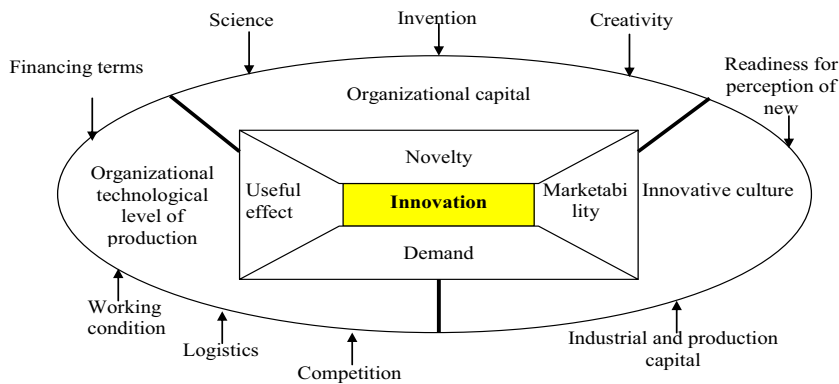 Invention
Science
Creativity
Financing terms
Readiness for
perception of
new
Organizational capital
Novelty
Organizational
technological
level of
production
Useful
effect
Innovation
Marketabi
lity
Innovative culture
Demand
Working
condition
Logistics
Competition
Industrial and production
capital